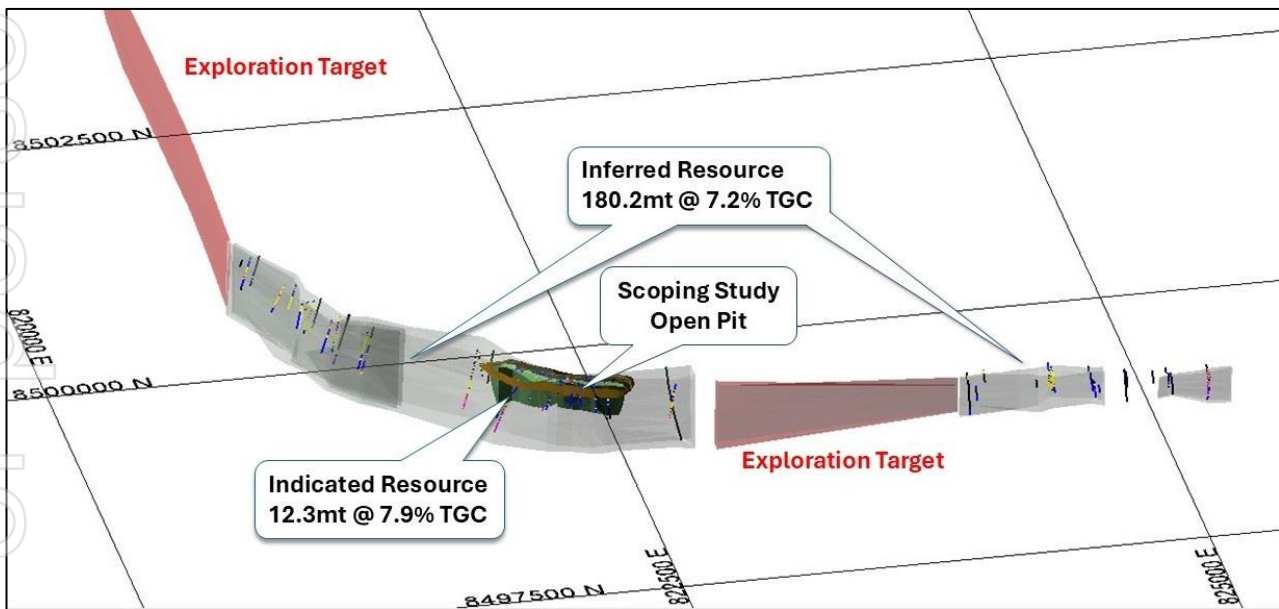 Exploration Target
8502500 N
Inferred Resource
180.2mt @ 7.2% TGC
Scoping Study
Open Pit
820000 E
8500000 N
Exploration Target
Indicated Resource
12.3mt @ 7.9% TGC
822500 E
825000 E
8497500 N